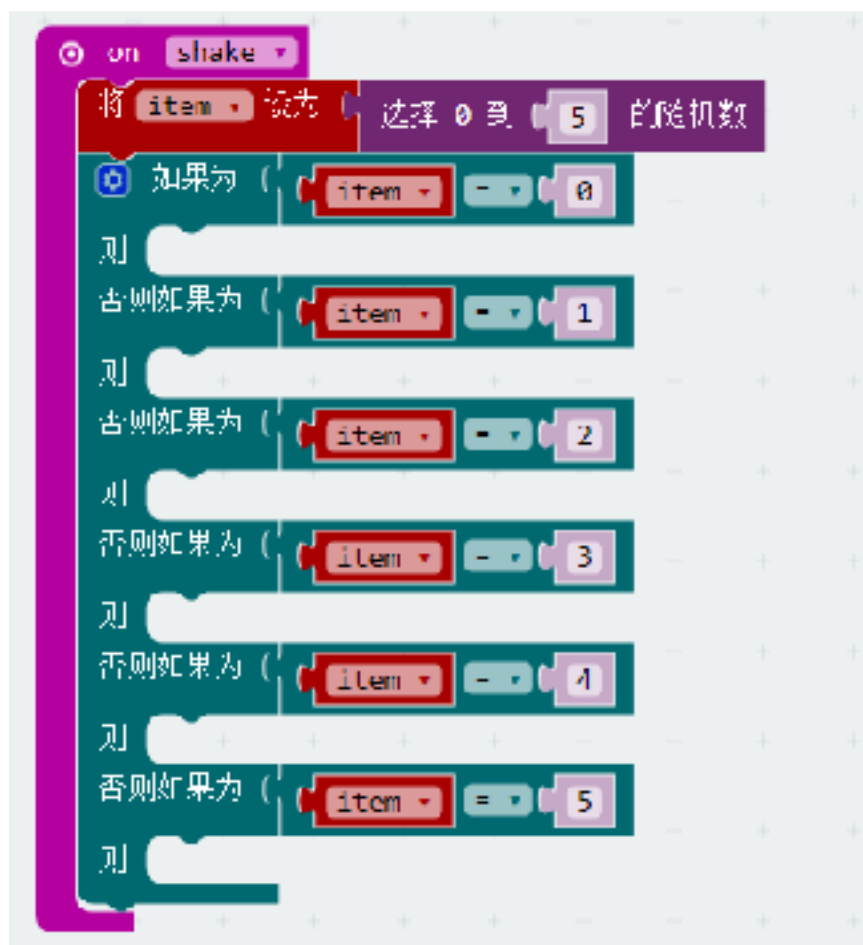 on shake
将 item 设为 选择 0 到 5 的随机数
如果为 item = 0
则
否则如果为 item = 1
则
否则如果为 item = 2
则
否则如果为 item = 3
则
否则如果为 item = 4
则
否则如果为 item = 5
则